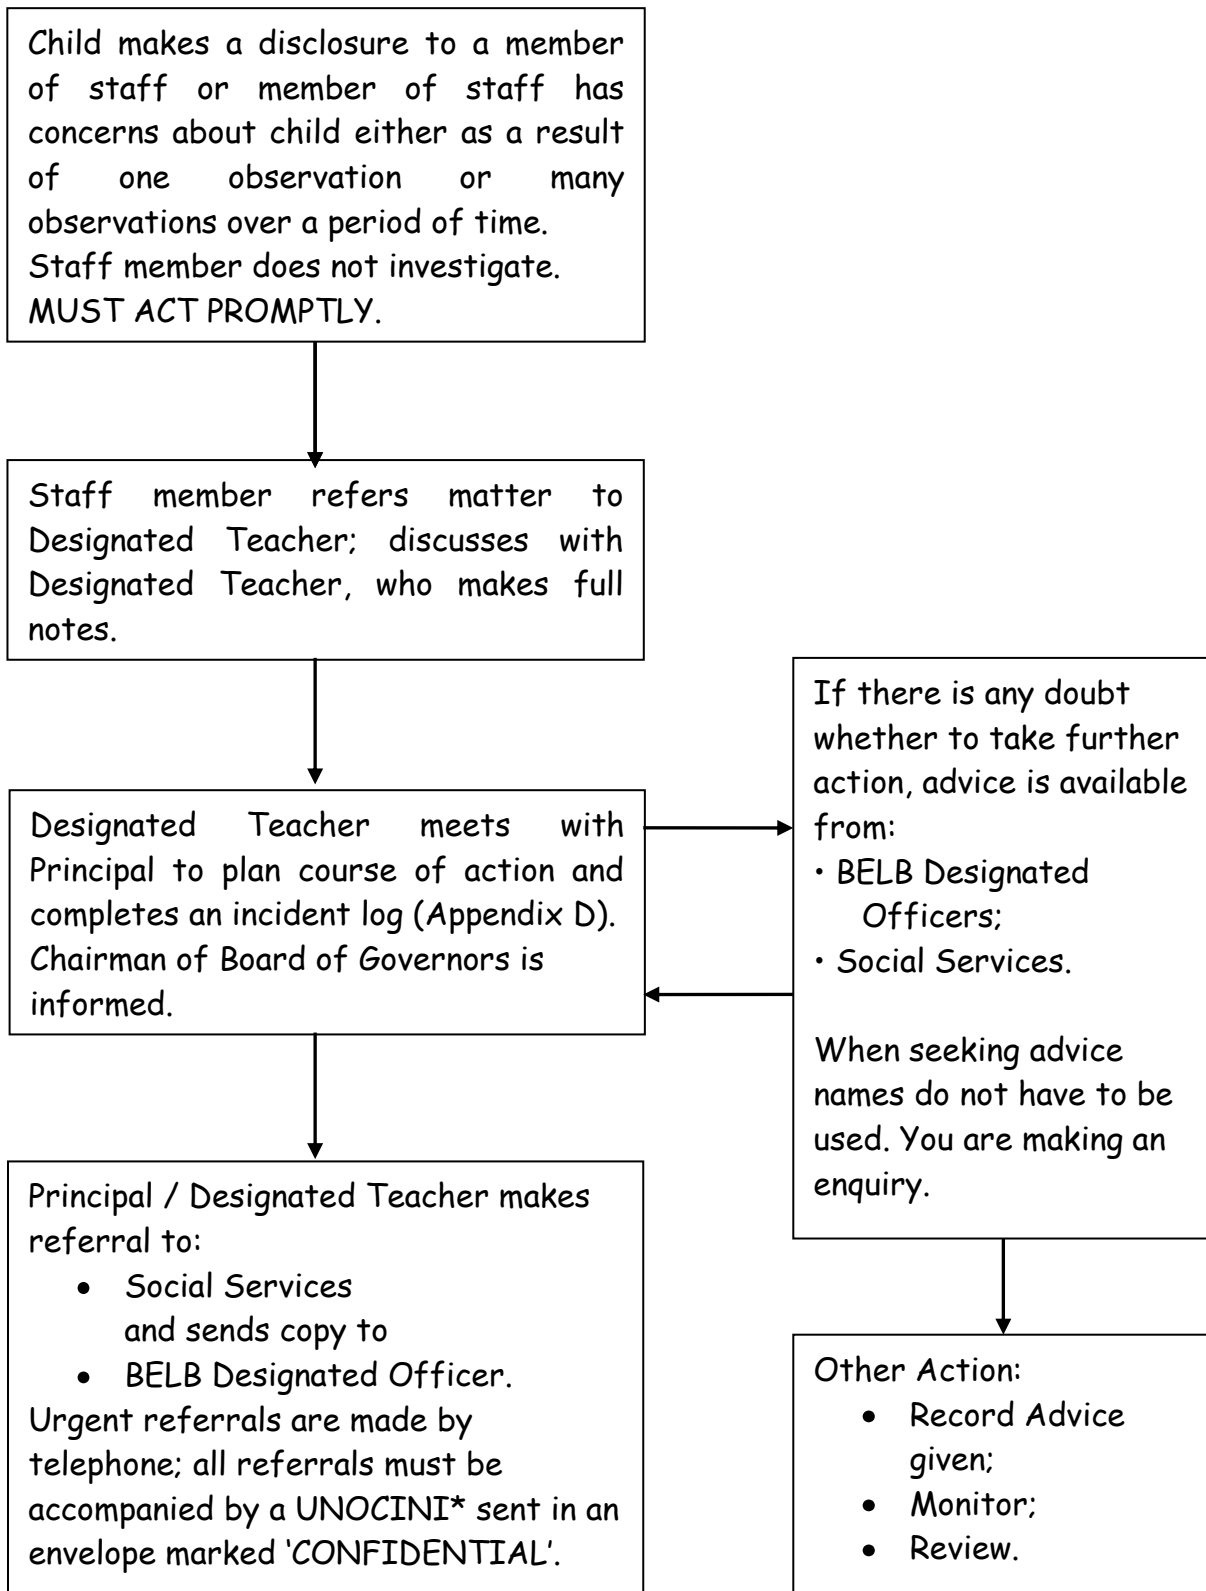 Child makes a disclosure to a member
of staff or member of staff has
concerns about child either as a result
of one observation or many
observations over a period of time.
Staff member does not investigate.
MUST ACT PROMPTLY.
Staff member refers matter to
Designated Teacher; discusses with
Designated Teacher, who makes full
notes.
Designated Teacher meets with
Principal to plan course of action and
completes an incident log (Appendix D).
Chairman of Board of Governors is
informed.
If there is any doubt
whether to take further
action, advice is available
from:
· BELB Designated
Officers;
· Social Services.
When seeking advice
names do not have to be
used. You are making an
enquiry.
Principal / Designated Teacher makes
referral to:
• Social Services
and sends copy to
• BELB Designated Officer.
Urgent referrals are made by
telephone; all referrals must be
accompanied by a UNOCINI* sent in an
envelope marked ‘CONFIDENTIAL’.
Other Action:
• Record Advice
given;
• Monitor;
• Review.